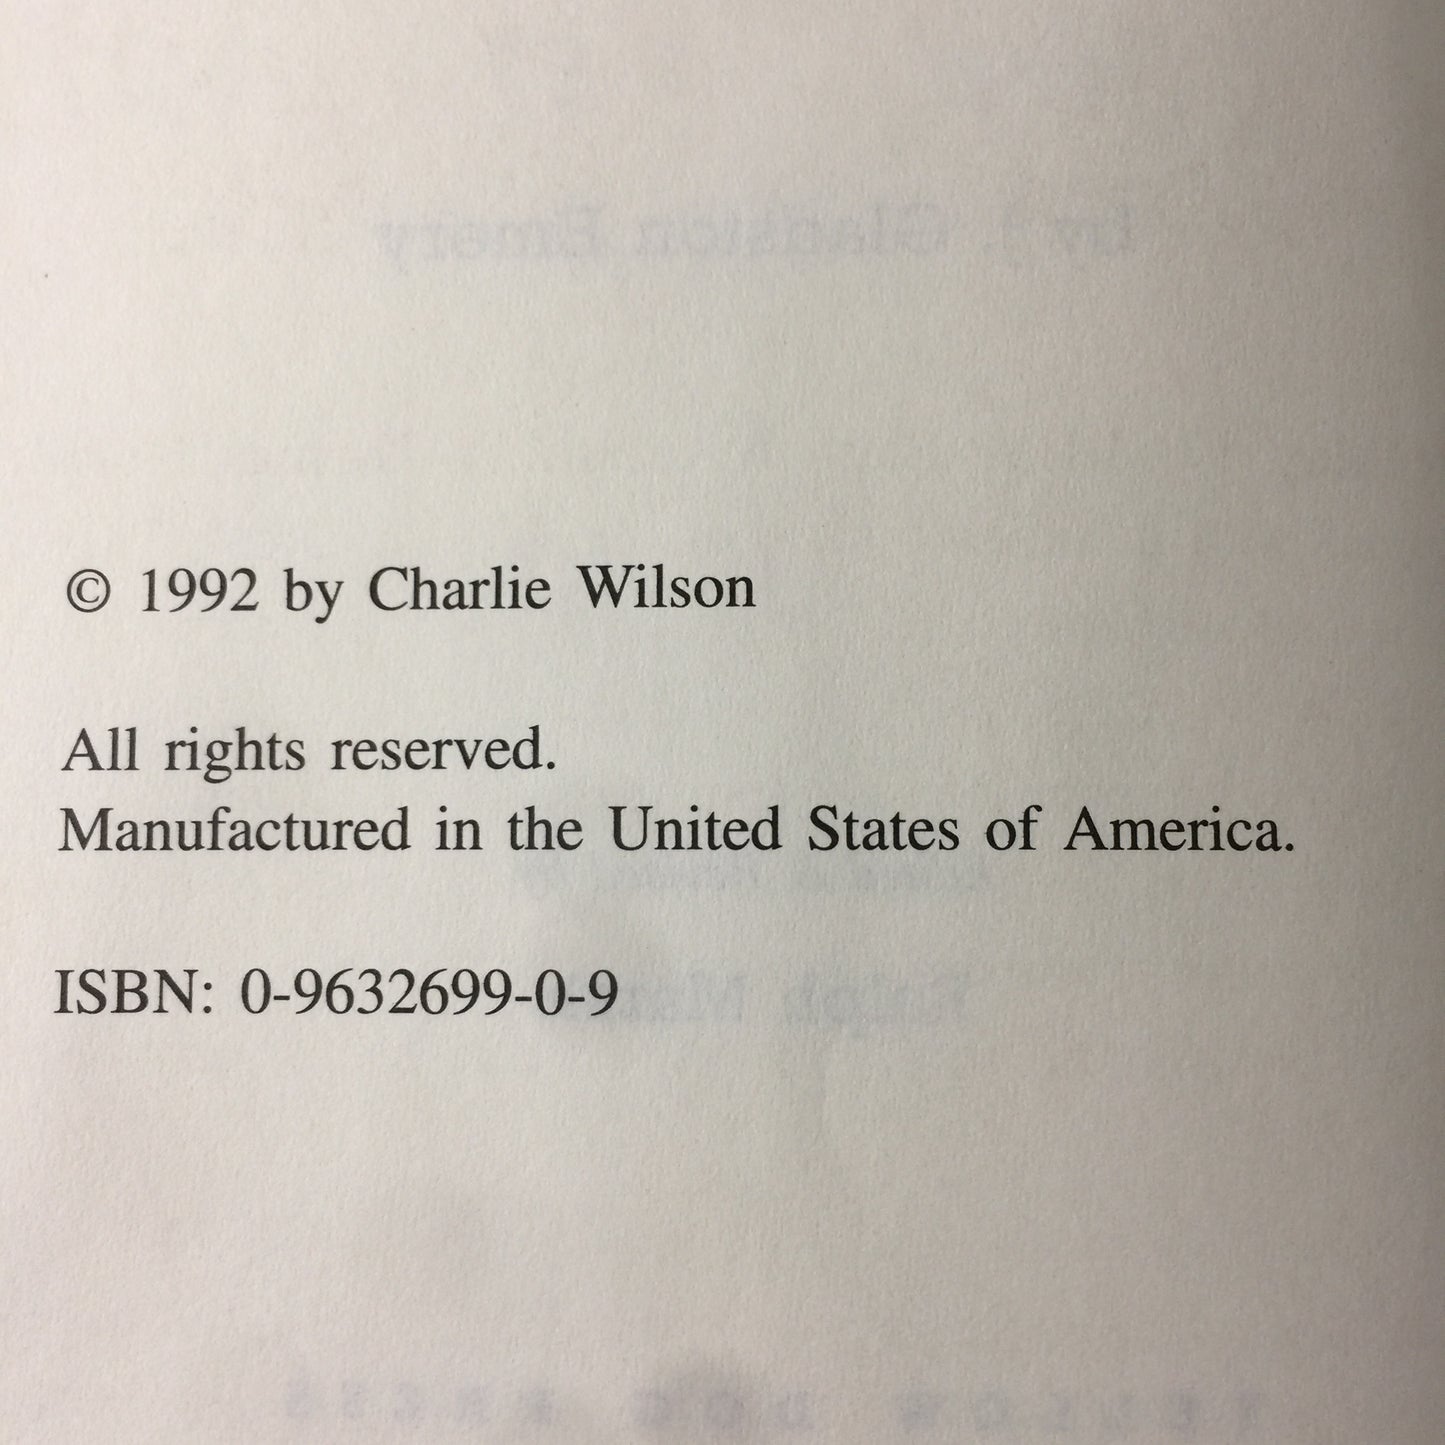 © 1992 by Charlie Wilson
All rights reserved.
Manufactured in the United States of America.
ISBN: 0-9632699-0-9